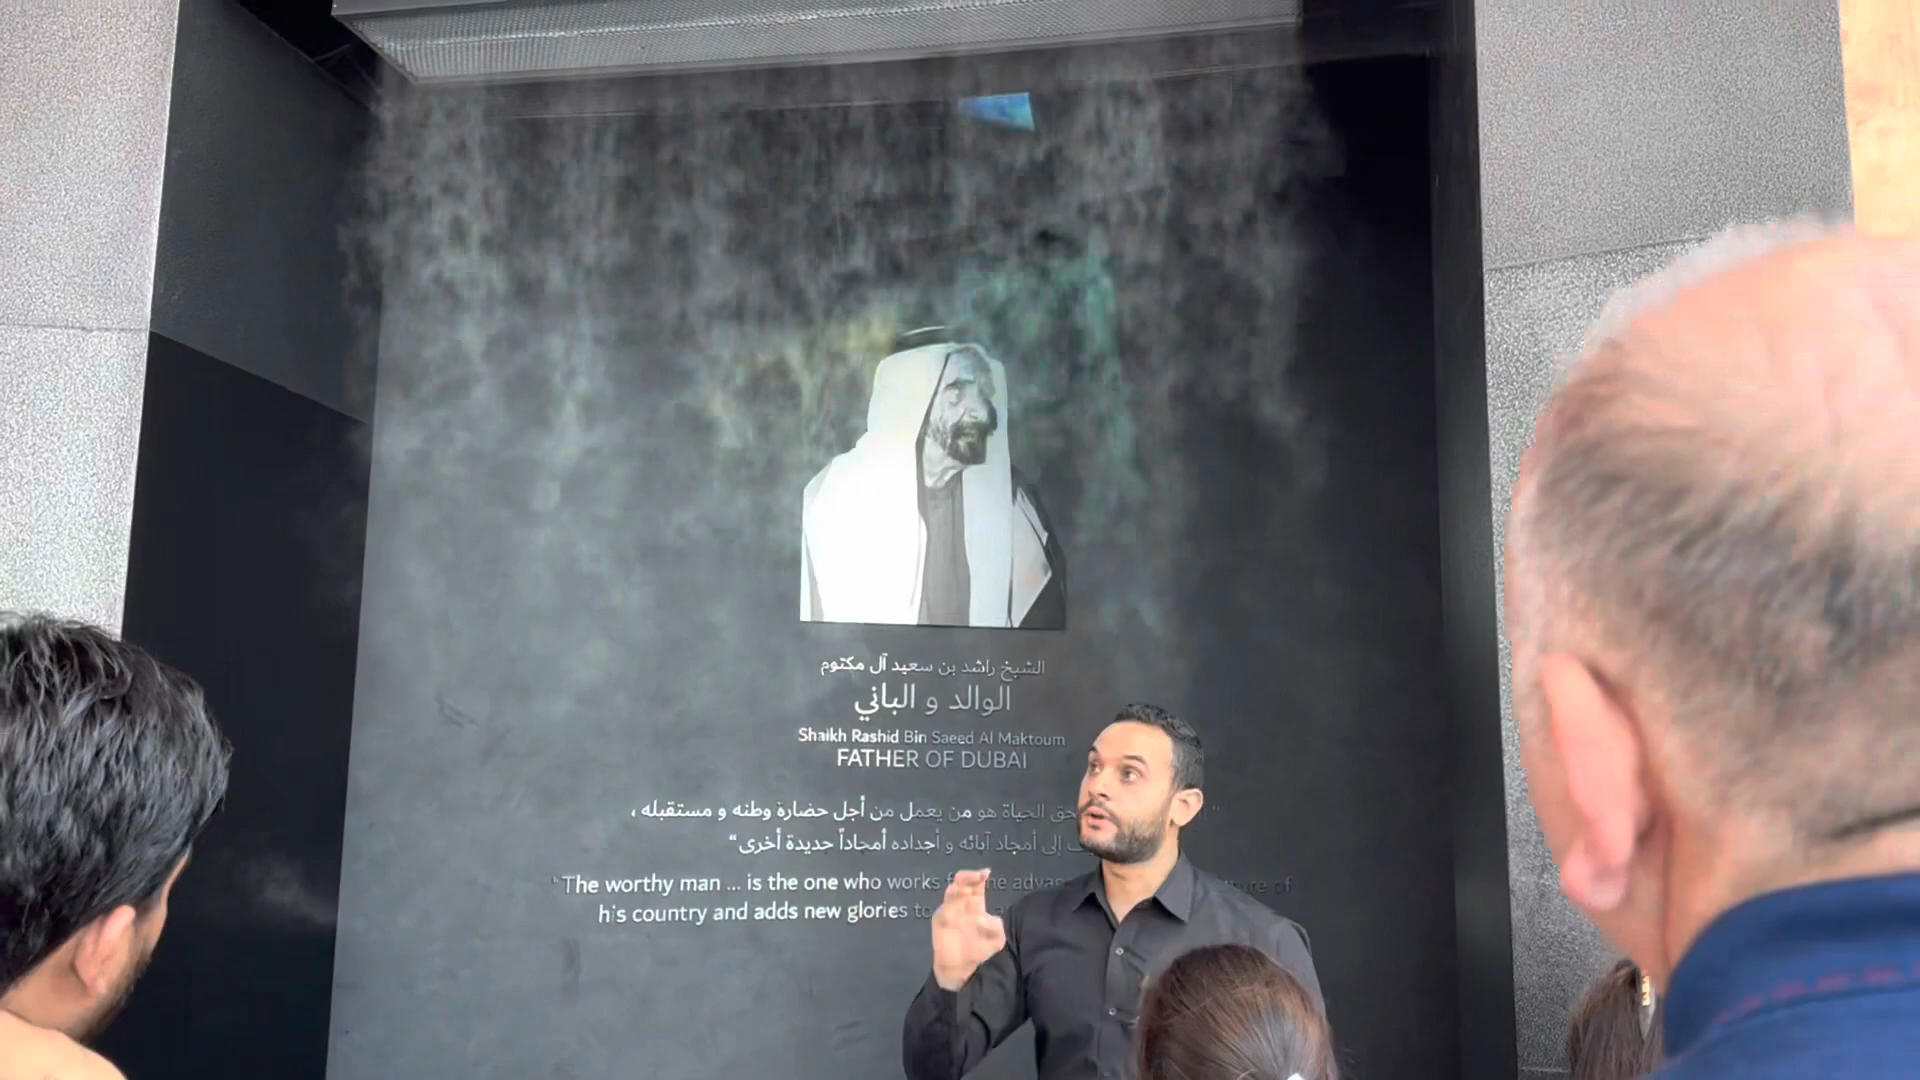 الشيخ راشد بن سعيد آل مكتوم
الوالد و الباني
Shaikh Rashid Bin Saeed Al Maktoum
FATHER OF DUBAI
الحياة هو من يعمل من أجل حضارة وطنه و مستقبله ،
إلى أمجاد آبائه و أجداده أمجاداً جديدة أخرى“
"The worthy man ... is the one who works
his country and adds new glories to